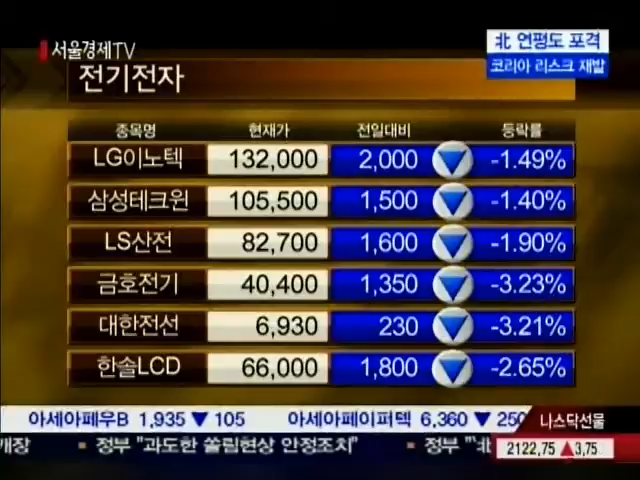 서울경제TV
北 연평도 포격
코리아 리스크 재발
전기전자
종목명 현재가 전일대비 등락률
LG이노텍 132,000 2,000 ▼ -1.49%
삼성테크윈 105,500 1,500 ▼ -1.40%
LS산전 82,700 1,600 ▼ -1.90%
금호전기 40,400 1,350 ▼ -3.23%
대한전선 6,930 230 ▼ -3.21%
한솔LCD 66,000 1,800 ▼ -2.65%
아세아페우B 1,935 ▼ 105 아세아페이퍼텍 6,360 ▼ 250 나스닥선물
개장 ▪ 정부 "과도한 쏠림현상 안정조치" ▪ 정부 "北 2122,75 ▲3,75